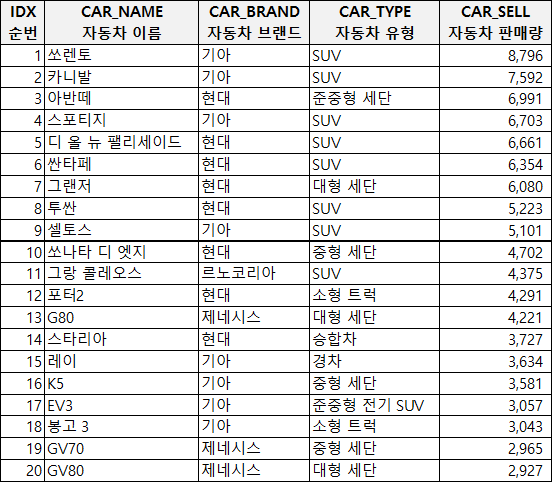 IDX CAR_NAME CAR_BRAND CAR_TYPE CAR_SELL
순번 자동차 이름 자동차 브랜드 자동차 유형 자동차 판매량
1 쏘렌토 기아 SUV 8,796
2 카니발 기아 SUV 7,592
3 아반떼 현대 준중형 세단 6,991
4 스포티지 기아 SUV 6,703
5 디 올 뉴 팰리세이드 현대 SUV 6,661
6 싼타페 현대 SUV 6,354
7 그랜저 현대 대형 세단 6,080
8 투싼 현대 SUV 5,223
9 셀토스 기아 SUV 5,101
10 쏘나타 디 엣지 현대 중형 세단 4,702
11 그랑 콜레오스 르노코리아 SUV 4,375
12 포터2 현대 소형 트럭 4,291
13 G80 제네시스 대형 세단 4,221
14 스타리아 현대 승합차 3,727
15 레이 기아 경차 3,634
16 K5 기아 중형 세단 3,581
17 EV3 기아 준중형 전기 SUV 3,057
18 봉고 3 기아 소형 트럭 3,043
19 GV70 제네시스 중형 세단 2,965
20 GV80 제네시스 대형 세단 2,927